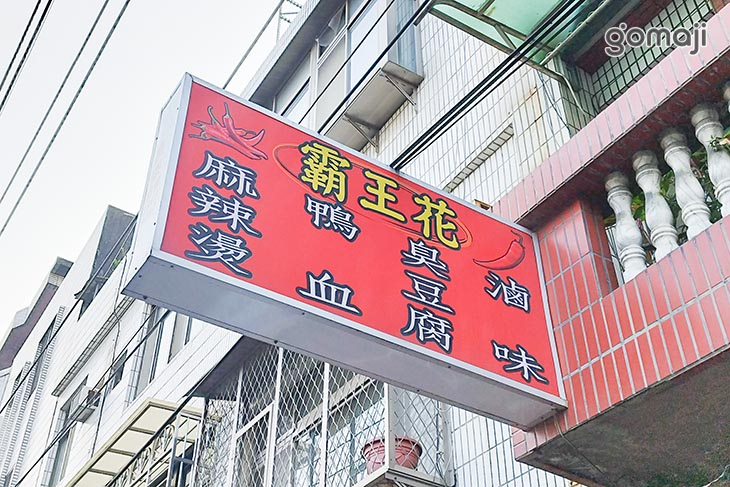 gomaji
霸王花
麻辣燙
鴨血
臭豆腐
滷味